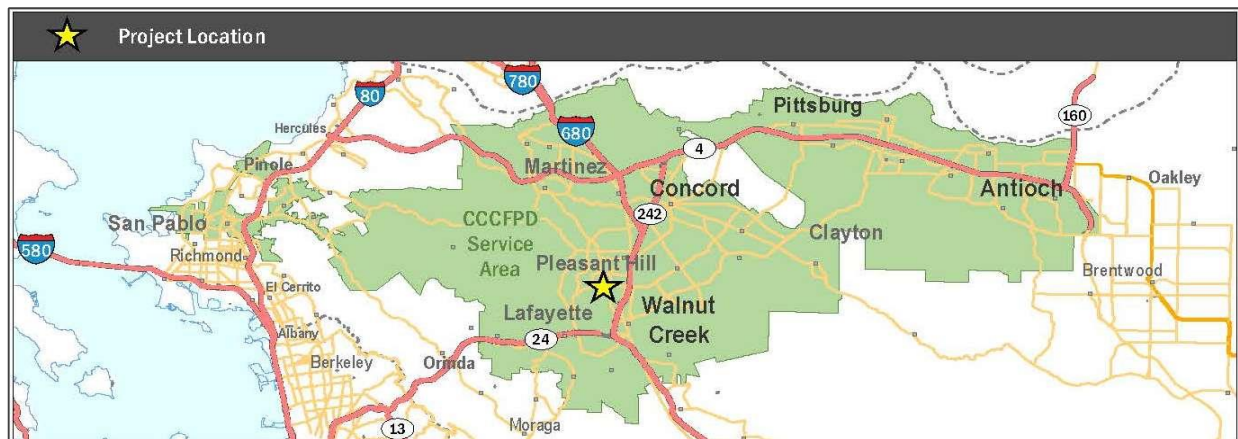 Project Location
780
80
160
Pittsburg
Hercules
680
4
Pinole
Martinez
Oakley
Concord
Antioch
242
San Pablo
CCCFPD
Service
Area
Clayton
580
Richmond
Pleasant Hill
Brentwood
El Cerrito
Lafayette
Walnut
Creek
Albany
24
Berkeley
Orinda
Moraga
13